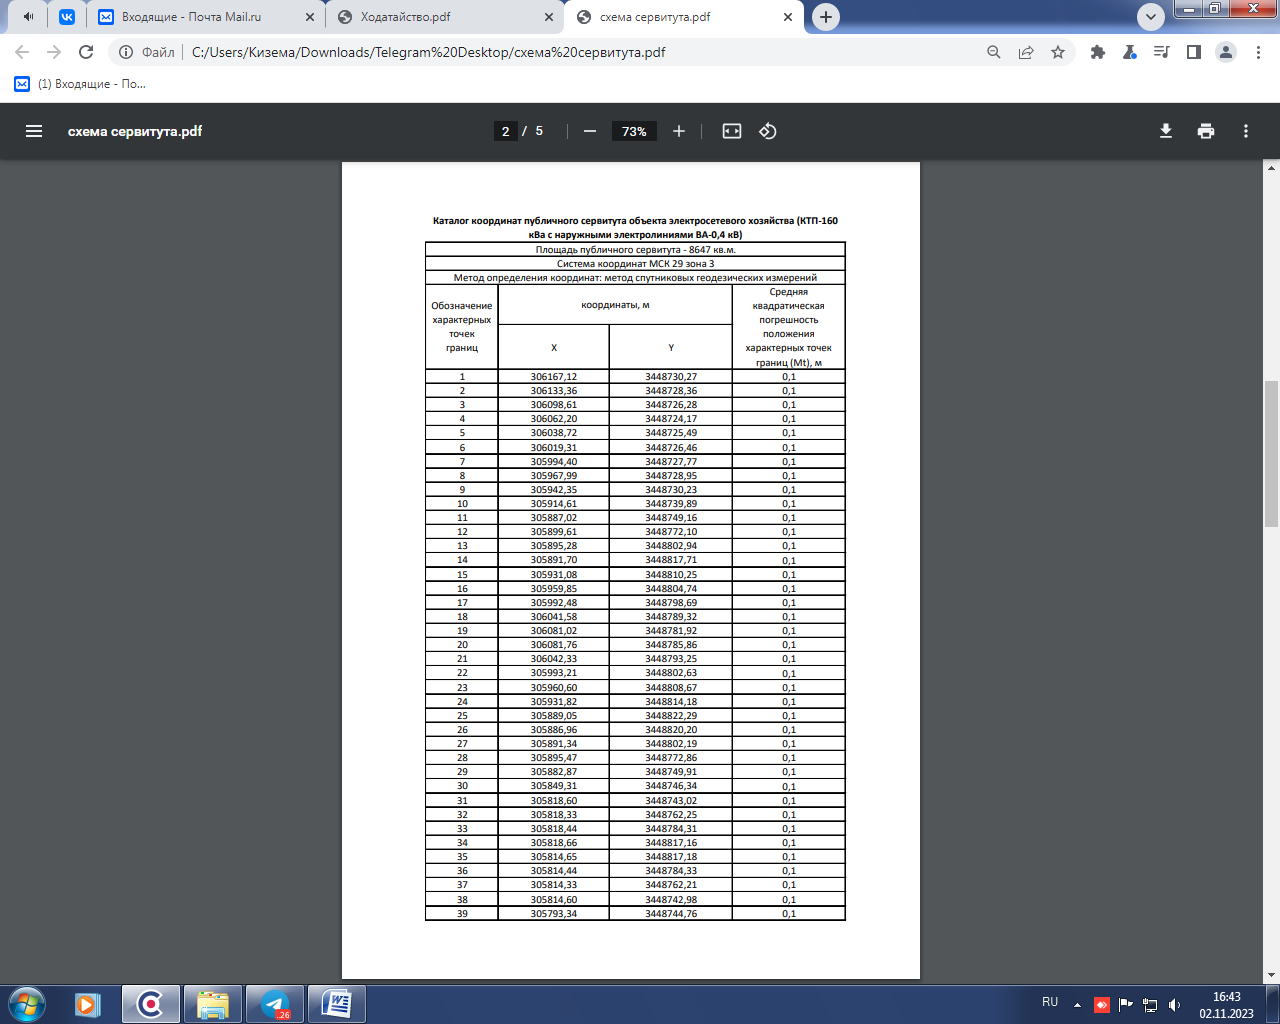 Входящие - Почта Mail.ru
Ходатайство.pdf
схема сервитута.pdf
Файл
C:/Users/Кизема/Downloads/Telegram%20Desktop/схема%20сервитута.pdf
(1) Входящие - По...
схема сервитута.pdf
2 / 5
73%
Каталог координат публичного сервитута объекта электросетевого хозяйства (КТП-160
кВа с наружными электролиниями ВА-0,4 кВ)
Площадь публичного сервитута - 8647 кв.м.
Система координат МСК 29 зона 3
Метод определения координат: метод спутниковых геодезических измерений
Обозначение характерных точек границ
координаты, м
X
Y
Средняя квадратическая погрешность положения характерных точек границ (Mt), м
1 306167,12 3448730,27 0,1
2 306133,36 3448728,36 0,1
3 306098,61 3448726,28 0,1
4 306062,20 3448724,17 0,1
5 306038,72 3448725,49 0,1
6 306019,31 3448726,46 0,1
7 305994,40 3448727,77 0,1
8 305967,99 3448728,95 0,1
9 305942,35 3448730,23 0,1
10 305914,61 3448739,89 0,1
11 305887,02 3448749,16 0,1
12 305899,61 3448772,10 0,1
13 305895,28 3448802,94 0,1
14 305891,70 3448817,71 0,1
15 305931,08 3448810,25 0,1
16 305959,85 3448804,74 0,1
17 305992,48 3448798,69 0,1
18 306041,58 3448789,32 0,1
19 306081,02 3448781,92 0,1
20 306081,76 3448785,86 0,1
21 306042,33 3448793,25 0,1
22 305993,21 3448802,63 0,1
23 305960,60 3448808,67 0,1
24 305931,82 3448814,18 0,1
25 305889,05 3448822,29 0,1
26 305886,96 3448820,20 0,1
27 305891,34 3448802,19 0,1
28 305895,47 3448772,86 0,1
29 305882,87 3448749,91 0,1
30 305849,31 3448746,34 0,1
31 305818,60 3448743,02 0,1
32 305818,33 3448762,25 0,1
33 305818,44 3448784,31 0,1
34 305818,66 3448817,16 0,1
35 305814,65 3448817,18 0,1
36 305814,44 3448784,33 0,1
37 305814,33 3448762,21 0,1
38 305814,60 3448742,98 0,1
39 305793,34 3448744,76 0,1
..26
RU
16:43
02.11.2023